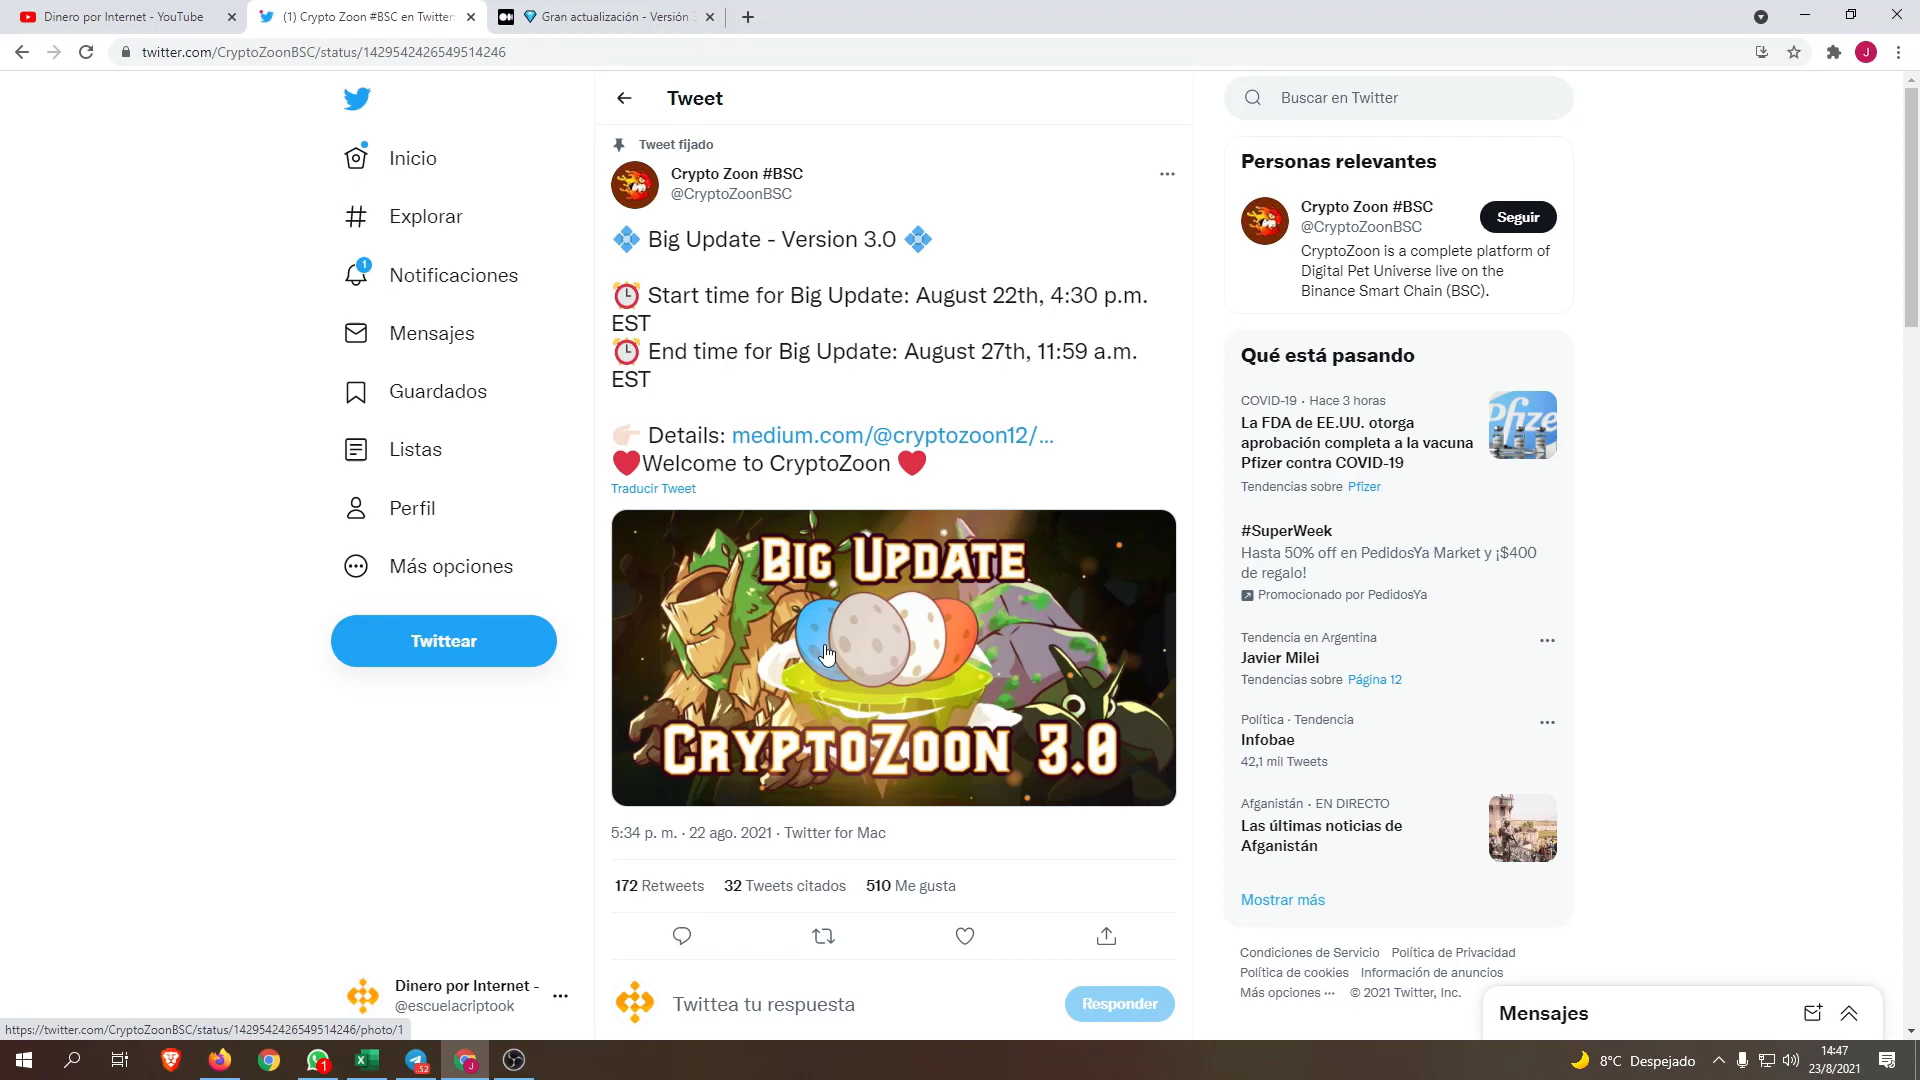 Dinero por Internet - YouTube
(1) Crypto Zoon #BSC en Twitter:
Gran actualización - Versión 3
twitter.com/CryptoZoonBSC/status/1429542426549514246
J
Inicio
Explorar
1
Notificaciones
Mensajes
Guardados
Listas
Perfil
Más opciones
Twittear
Dinero por Internet -
@escuelacriptook
Tweet
Tweet fijado
Crypto Zoon #BSC
@CryptoZoonBSC
Big Update - Version 3.0
Start time for Big Update: August 22th, 4:30 p.m.
EST
End time for Big Update: August 27th, 11:59 a.m.
EST
Details: medium.com/@cryptozoon12/...
Welcome to CryptoZoon
Traducir Tweet
BIG UPDATE
CRYPTOZOON 3.0
5:34 p. m. · 22 ago. 2021 · Twitter for Mac
172 Retweets 32 Tweets citados 510 Me gusta
Twittea tu respuesta
Responder
Buscar en Twitter
Personas relevantes
Crypto Zoon #BSC
@CryptoZoonBSC
Seguir
CryptoZoon is a complete platform of
Digital Pet Universe live on the
Binance Smart Chain (BSC).
Qué está pasando
COVID-19 · Hace 3 horas
La FDA de EE.UU. otorga
aprobación completa a la vacuna
Pfizer contra COVID-19
Tendencias sobre Pfizer
Pfizer
#SuperWeek
Hasta 50% off en PedidosYa Market y ¡$400
de regalo!
Promocionado por PedidosYa
Tendencia en Argentina
Javier Milei
Tendencias sobre Página 12
Política · Tendencia
Infobae
42,1 mil Tweets
Afganistán · EN DIRECTO
Las últimas noticias de
Afganistán
Mostrar más
Condiciones de Servicio Política de Privacidad
Política de cookies Información de anuncios
Más opciones ··· © 2021 Twitter, Inc.
Mensajes
https://twitter.com/CryptoZoonBSC/status/1429542426549514246/photo/1
1
52
J
8°C Despejado
14:47
23/8/2021